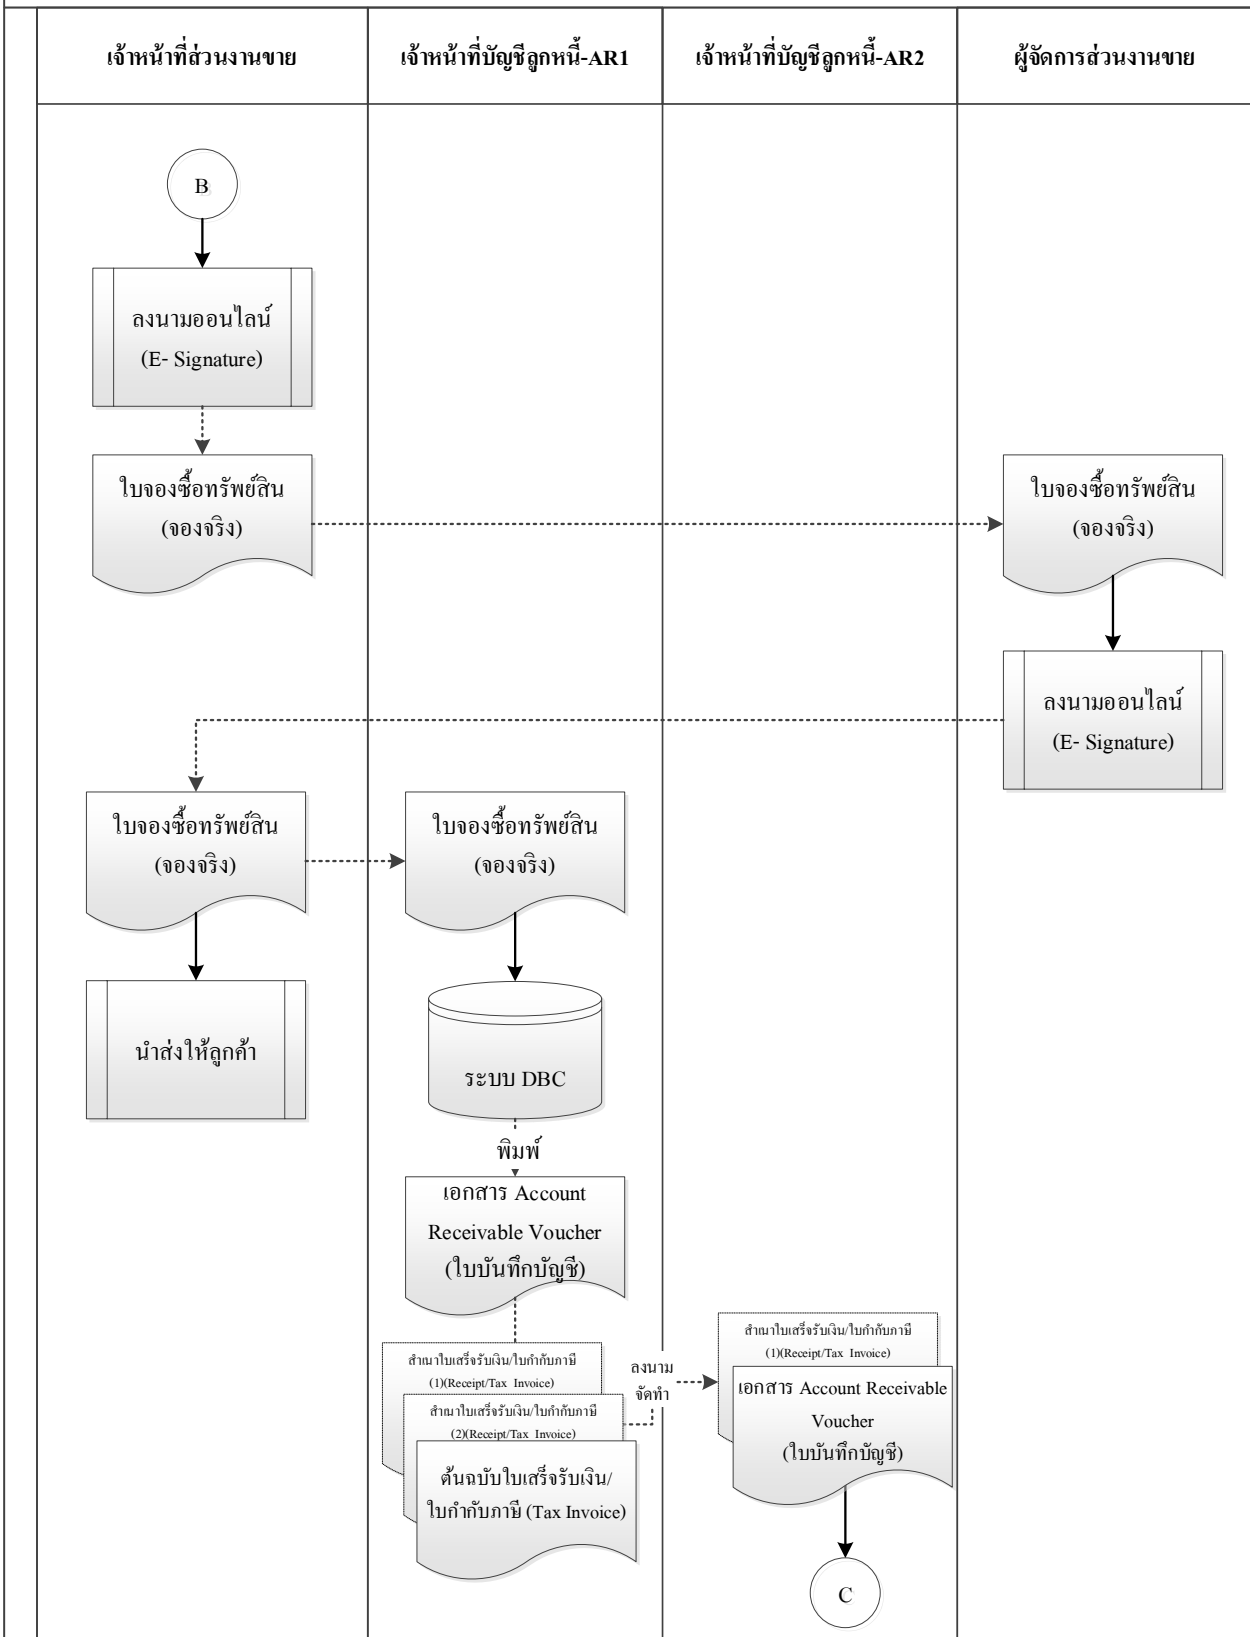 เจ้าหน้าที่ส่วนงานขาย
เจ้าหน้าที่บัญชีลูกหนี้-AR1
เจ้าหน้าที่บัญชีลูกหนี้-AR2
ผู้จัดการส่วนงานขาย
B
ลงนามออนไลน์
(E- Signature)
ใบจองซื้อทรัพย์สิน
(จองจริง)
ใบจองซื้อทรัพย์สิน
(จองจริง)
ลงนามออนไลน์
(E- Signature)
ใบจองซื้อทรัพย์สิน
(จองจริง)
ใบจองซื้อทรัพย์สิน
(จองจริง)
นำส่งให้ลูกค้า
ระบบ DBC
พิมพ์
เอกสาร Account
Receivable Voucher
(ใบบันทึกบัญชี)
สำเนาใบเสร็จรับเงิน/ใบกำกับภาษี
(1)(Receipt/Tax Invoice)
สำเนาใบเสร็จรับเงิน/ใบกำกับภาษี
(2)(Receipt/Tax Invoice)
ต้นฉบับใบเสร็จรับเงิน/
ใบกำกับภาษี (Tax Invoice)
ลงนาม
จัดทำ
สำเนาใบเสร็จรับเงิน/ใบกำกับภาษี
(1)(Receipt/Tax Invoice)
เอกสาร Account Receivable
Voucher
(ใบบันทึกบัญชี)
C